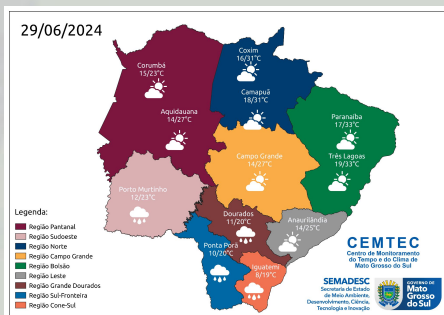 29/06/2024
Corumbá
15/23°C
Aquidauana
14/27°C
Coxim
16/31°C
Camapuã
18/31°C
Paranaíba
17/33°C
Três Lagoas
19/33°C
Campo Grande
14/27°C
Porto Murtinho
12/23°C
Dourados
11/20°C
Anaurilândia
14/25°C
Ponta Porã
10/20°C
Iguatemi
8/19°C
Legenda:
Região Pantanal
Região Sudoeste
Região Norte
Região Campo Grande
Região Bolsão
Região Leste
Região Grande Dourados
Região Sul-Fronteira
Região Cone-Sul
CEMTEC
Centro de Monitoramento
do Tempo e do Clima de
Mato Grosso do Sul
SEMADESC
Secretaria de Estado
de Meio Ambiente,
Desenvolvimento, Ciência,
Tecnologia e Inovação
GOVERNO DE
Mato
Grosso
do Sul